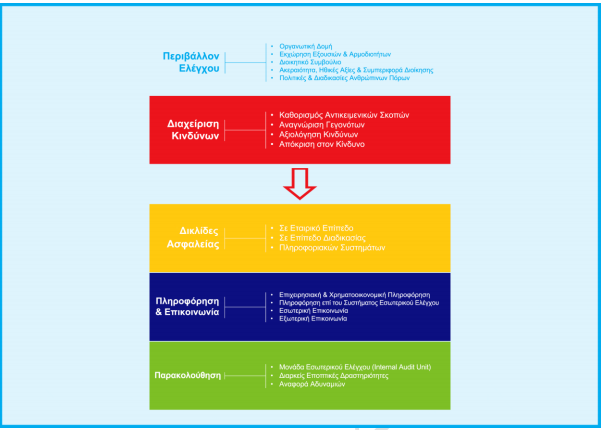 Περιβάλλον
Ελέγχου
• Οργανωτική Δομή
• Εκχώρηση Εξουσιών & Αρμοδιοτήτων
• Διοικητικό Συμβούλιο
• Ακεραιότητα, Ηθικές Αξίες & Συμπεριφορά Διοίκησης
• Πολιτικές & Διαδικασίες Ανθρώπινων Πόρων
Διαχείριση
Κινδύνων
• Καθορισμός Αντικειμενικών Σκοπών
• Αναγνώριση Γεγονότων
• Αξιολόγηση Κινδύνων
• Απόκριση στον Κίνδυνο
Δικλίδες
Ασφαλείας
• Σε Εταιρικό Επίπεδο
• Σε Επίπεδο Διαδικασίας
• Πληροφοριακών Συστημάτων
Πληροφόρηση
& Επικοινωνία
• Επιχειρησιακή & Χρηματοοικονομική Πληροφόρηση
• Πληροφόρηση επί του Συστήματος Εσωτερικού Ελέγχου
• Εσωτερική Επικοινωνία
• Εξωτερική Επικοινωνία
Παρακολούθηση
• Μονάδα Εσωτερικού Ελέγχου (Internal Audit Unit)
• Διαρκείς Εποπτικές Δραστηριότητες
• Αναφορά Αδυναμιών